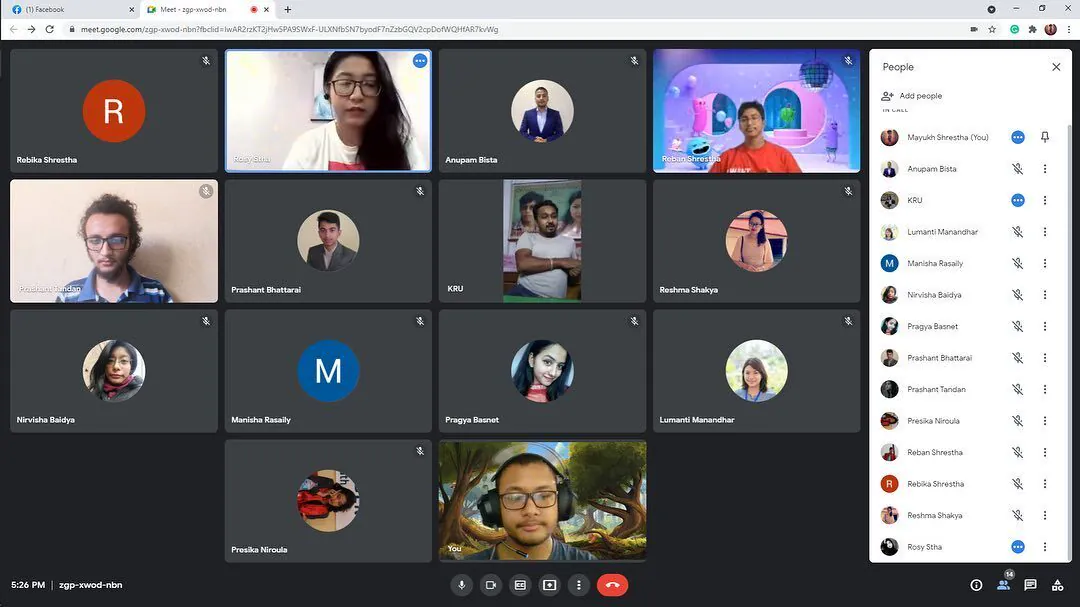 (1) Facebook
Meet - zgp-xwod-nbn
meet.google.com/zgp-xwod-nbn?fbclid=IwAR2rzKT2jHw5PA9SWxF-ULXNfbSN7byodF7nZzbGQV2cpDofWQHfAR7kvWg
R
Rebika Shrestha
Rosy Stha
Anupam Bista
Reban Shrestha
I WANT
Prashant Tandan
Prashant Bhattarai
KRU
Reshma Shakya
Nirvisha Baidya
M
Manisha Rasaily
Pragya Basnet
Lumanti Manandhar
Presika Niroula
You
People
Add people
IN CALL
Mayukh Shrestha (You)
Anupam Bista
KRU
Lumanti Manandhar
M
Manisha Rasaily
Nirvisha Baidya
Pragya Basnet
Prashant Bhattarai
Prashant Tandan
Presika Niroula
Reban Shrestha
R
Rebika Shrestha
Reshma Shakya
Rosy Stha
5:26 PM | zgp-xwod-nbn
14